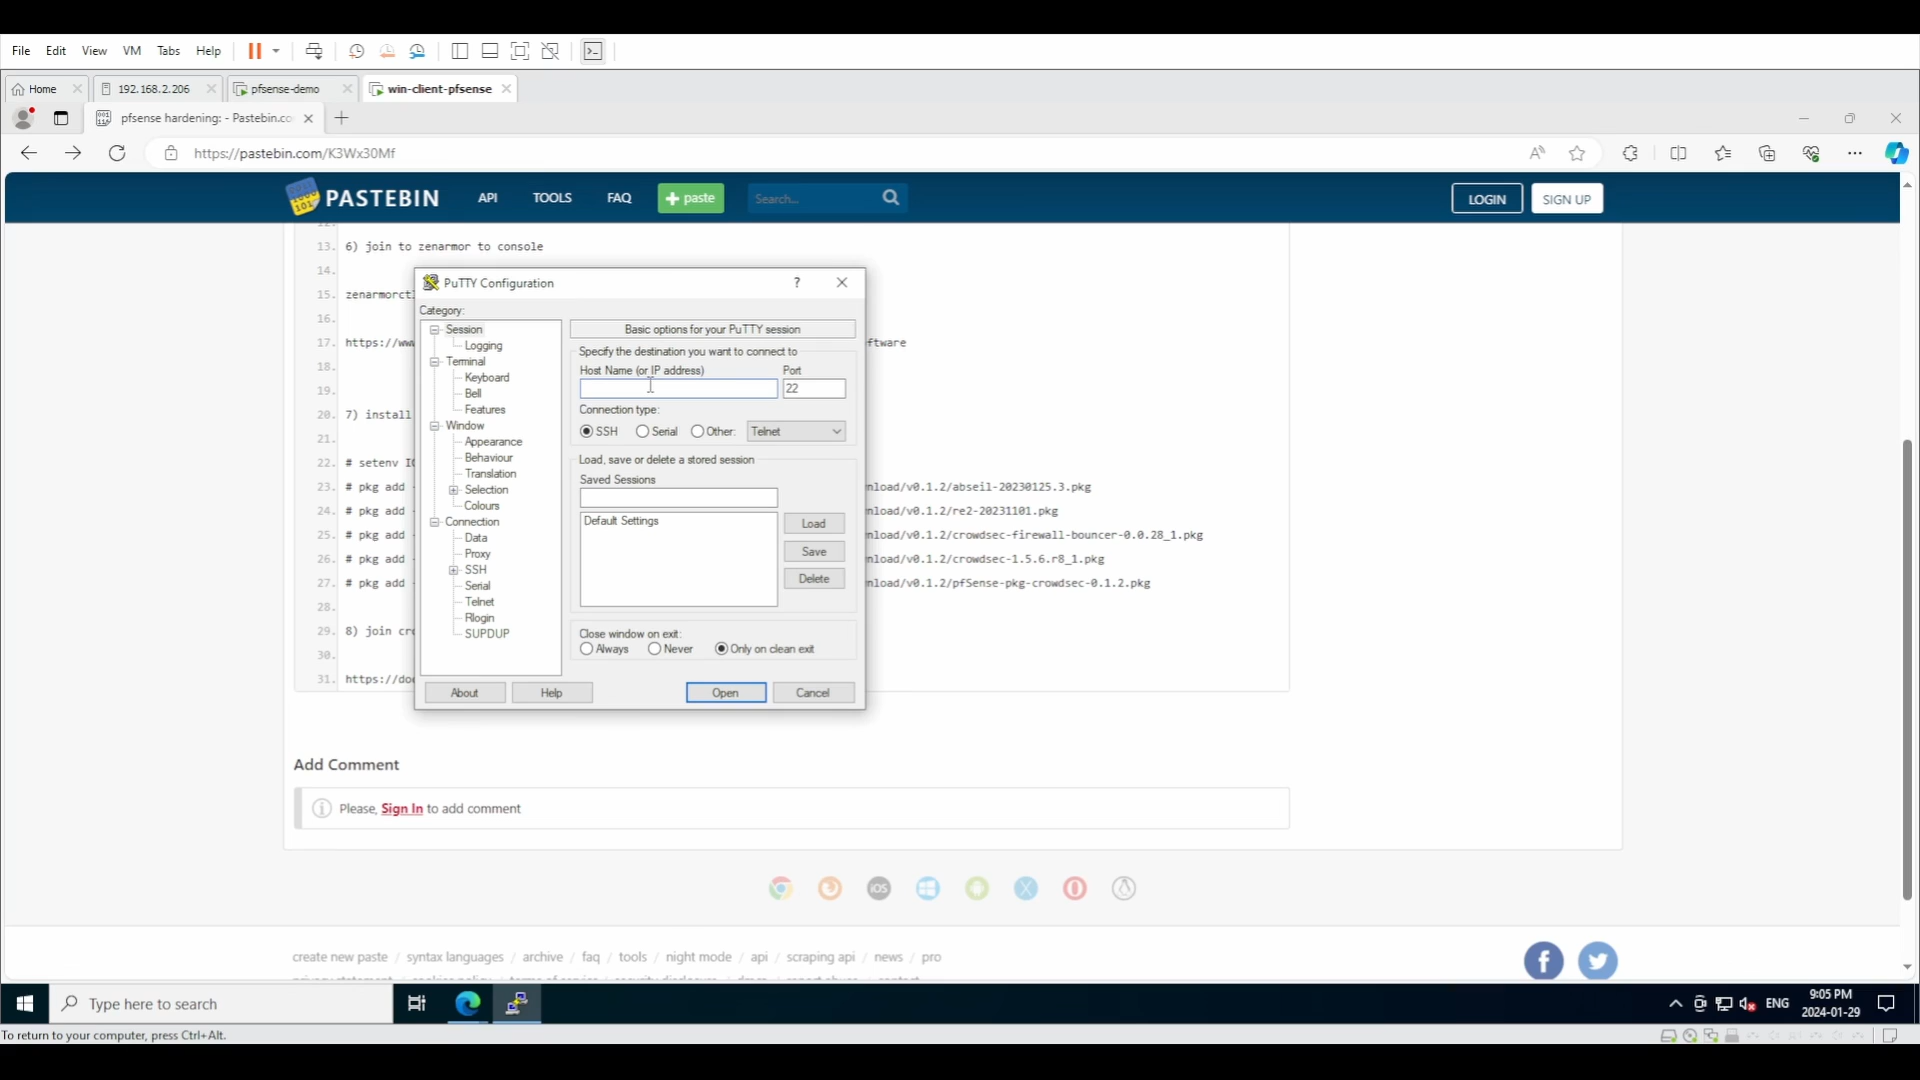 File Edit View VM Tabs Help
Home 192.168.2.206 pfsense-demo win-client-pfsense
pfsense hardening: - Pastebin.co
https://pastebin.com/K3Wx30Mf
PASTEBIN API TOOLS FAQ + paste Search... LOGIN SIGN UP
13. 6) join to zenarmor to console
14.
15. zenarmorct
16.
17. https://ww ftware
18.
19.
20. 7) install
21.
22. # setenv I
23. # pkg add nload/v0.1.2/abseil-20230125.3.pkg
24. # pkg add nload/v0.1.2/re2-20231101.pkg
25. # pkg add nload/v0.1.2/crowdsec-firewall-bouncer-0.0.28_1.pkg
26. # pkg add nload/v0.1.2/crowdsec-1.5.6.r8_1.pkg
27. # pkg add nload/v0.1.2/pfSense-pkg-crowdsec-0.1.2.pkg
28.
29. 8) join cr
30.
31. https://do
PuTTY Configuration ?
Category:
Session
Logging
Terminal
Keyboard
Bell
Features
Window
Appearance
Behaviour
Translation
Selection
Colours
Connection
Data
Proxy
SSH
Serial
Telnet
Rlogin
SUPDUP
Basic options for your PuTTY session
Specify the destination you want to connect to
Host Name (or IP address) Port
22
Connection type:
SSH Serial Other: Telnet
Load, save or delete a stored session
Saved Sessions
Default Settings
Load
Save
Delete
Close window on exit:
Always Never Only on clean exit
About Help Open Cancel
Add Comment
Please, Sign In to add comment
iOS
create new paste / syntax languages / archive / faq / tools / night mode / api / scraping api / news / pro
Type here to search
ENG
9:05 PM
2024-01-29
To return to your computer, press Ctrl+Alt.